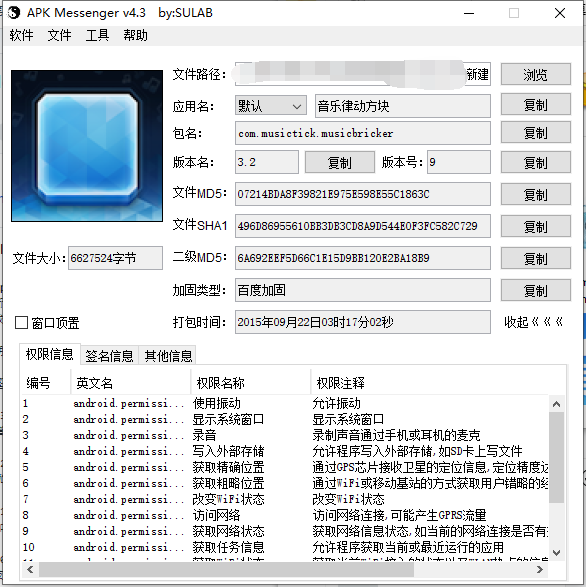 APK Messenger v4.3 by:SULAB
软件 文件 工具 帮助
文件路径: 新建 浏览
应用名: 默认 音乐律动方块 复制
包名: com.musictick.musicbricker 复制
版本名: 3.2 复制 版本号: 9 复制
文件MD5: 07214BDA8F39821E975E598E55C1863C 复制
文件SHA1 496D86955610BB3DB3CD8A9D544E0F3FC582C729 复制
文件大小: 6627524字节 二级MD5: 6A692EEF5D66C1E15D9BB120E2BA18B9 复制
加固类型: 百度加固 复制
窗口顶置 打包时间: 2015年09月22日03时17分02秒 收起《《《
权限信息 签名信息 其他信息
编号 英文名 权限名称 权限注释
1 android.permissi... 使用振动 允许振动
2 android.permissi... 显示系统窗口 显示系统窗口
3 android.permissi... 录音 录制声音通过手机或耳机的麦克
4 android.permissi... 写入外部存储 允许程序写入外部存储,如SD卡上写文件
5 android.permissi... 获取精确位置 通过GPS芯片接收卫星的定位信息,定位精度达
6 android.permissi... 获取粗略位置 通过WiFi或移动基站的方式获取用户错略的经
7 android.permissi... 改变WiFi状态 改变WiFi状态
8 android.permissi... 访问网络 访问网络连接,可能产生GPRS流量
9 android.permissi... 获取网络状态 获取网络信息状态,如当前的网络连接是否有
10 android.permissi... 获取任务信息 允许程序获取当前或最近运行的应用